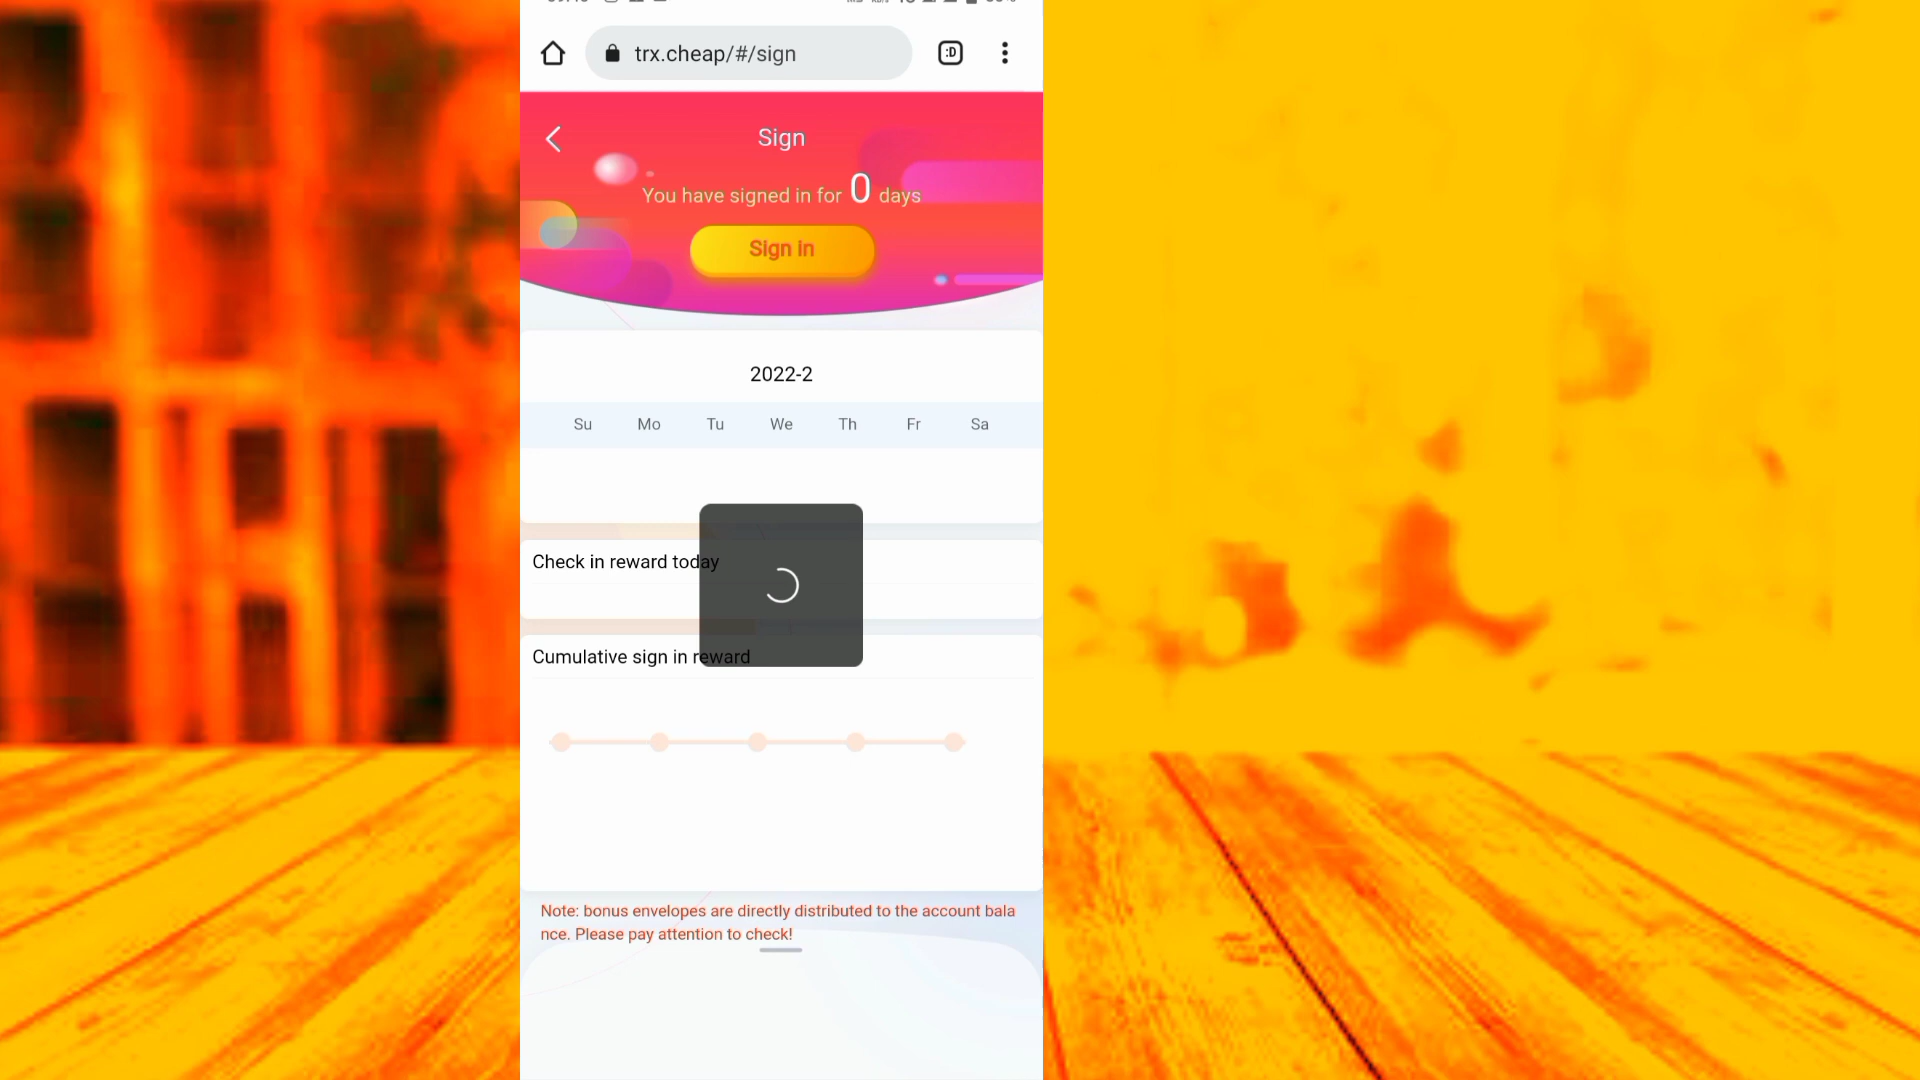 trx.cheap/#/sign
:D
Sign
You have signed in for 0 days
Sign in
2022-2
Su Mo Tu We Th Fr Sa
Check in reward today
Cumulative sign in reward
Note: bonus envelopes are directly distributed to the account bala
nce. Please pay attention to check!